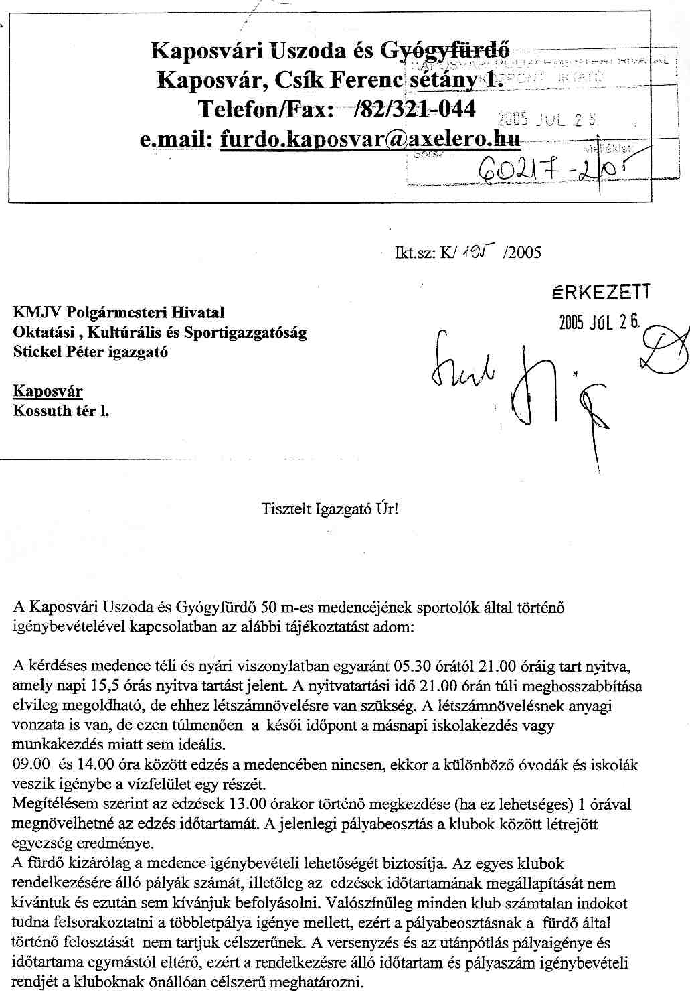 Kaposvári Uszoda és Gyógyfürdő
Kaposvár, Csík Ferenc sétány 1.
Telefon/Fax: /82/321-044
e.mail: furdo.kaposvar@axelero.hu
KAPOSVÁRI POLGÁRMESTERI HIVATAL
KÖZPONTI IKTATÓ
2005 JÚL 28.
Melléklet
Sorsz
60217-2/05
Ikt.sz: K/ 195 /2005
ÉRKEZETT
2005 JÚL 26.
KMJV Polgármesteri Hivatal
Oktatási , Kultúrális és Sportigazgatóság
Stickel Péter igazgató
Kaposvár
Kossuth tér l.
Tisztelt Igazgató Úr!
A Kaposvári Uszoda és Gyógyfürdő 50 m-es medencéjének sportolók által történő
igénybevételével kapcsolatban az alábbi tájékoztatást adom:
A kérdéses medence téli és nyári viszonylatban egyaránt 05.30 órától 21.00 óráig tart nyitva,
amely napi 15,5 órás nyitva tartást jelent. A nyitvatartási idő 21.00 órán túli meghosszabbítása
elvileg megoldható, de ehhez létszámnövelésre van szükség. A létszámnövelésnek anyagi
vonzata is van, de ezen túlmenően a késői időpont a másnapi iskolakezdés vagy
munkakezdés miatt sem ideális.
09.00 és 14.00 óra között edzés a medencében nincsen, ekkor a különböző óvodák és iskolák
veszik igénybe a vízfelület egy részét.
Megítélésem szerint az edzések 13.00 órakor történő megkezdése (ha ez lehetséges) 1 órával
megnövelhetné az edzés időtartamát. A jelenlegi pályabeosztás a klubok között létrejött
egyezség eredménye.
A fürdő kizárólag a medence igénybevételi lehetőségét biztosítja. Az egyes klubok
rendelkezésére álló pályák számát, illetőleg az edzések időtartamának megállapítását nem
kívántuk és ezután sem kívánjuk befolyásolni. Valószínűleg minden klub számtalan indokot
tudna felsorakoztatni a többletpálya igénye mellett, ezért a pályabeosztásnak a fürdő által
történő felosztását nem tartjuk célszerűnek. A versenyzés és az utánpótlás pályaigénye és
időtartama egymástól eltérő, ezért a rendelkezésre álló időtartam és pályaszám igénybevételi
rendjét a kluboknak önállóan célszerű meghatározni.